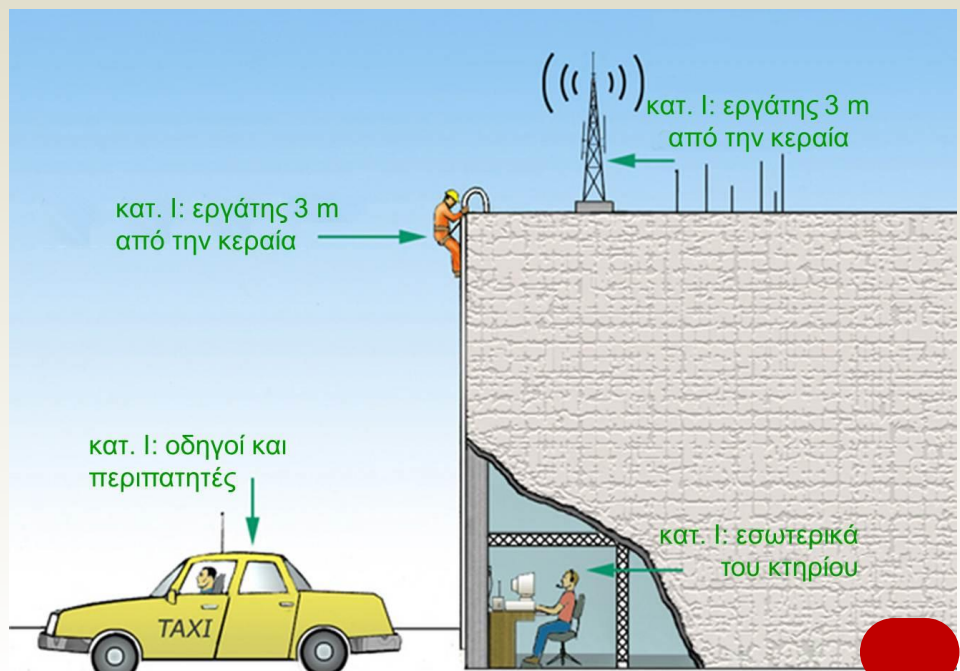 κατ. Ι: εργάτης 3 m
από την κεραία
κατ. Ι: εργάτης 3 m
από την κεραία
κατ. Ι: οδηγοί και
περιπατητές
κατ. Ι: εσωτερικά
του κτηρίου
TAXI